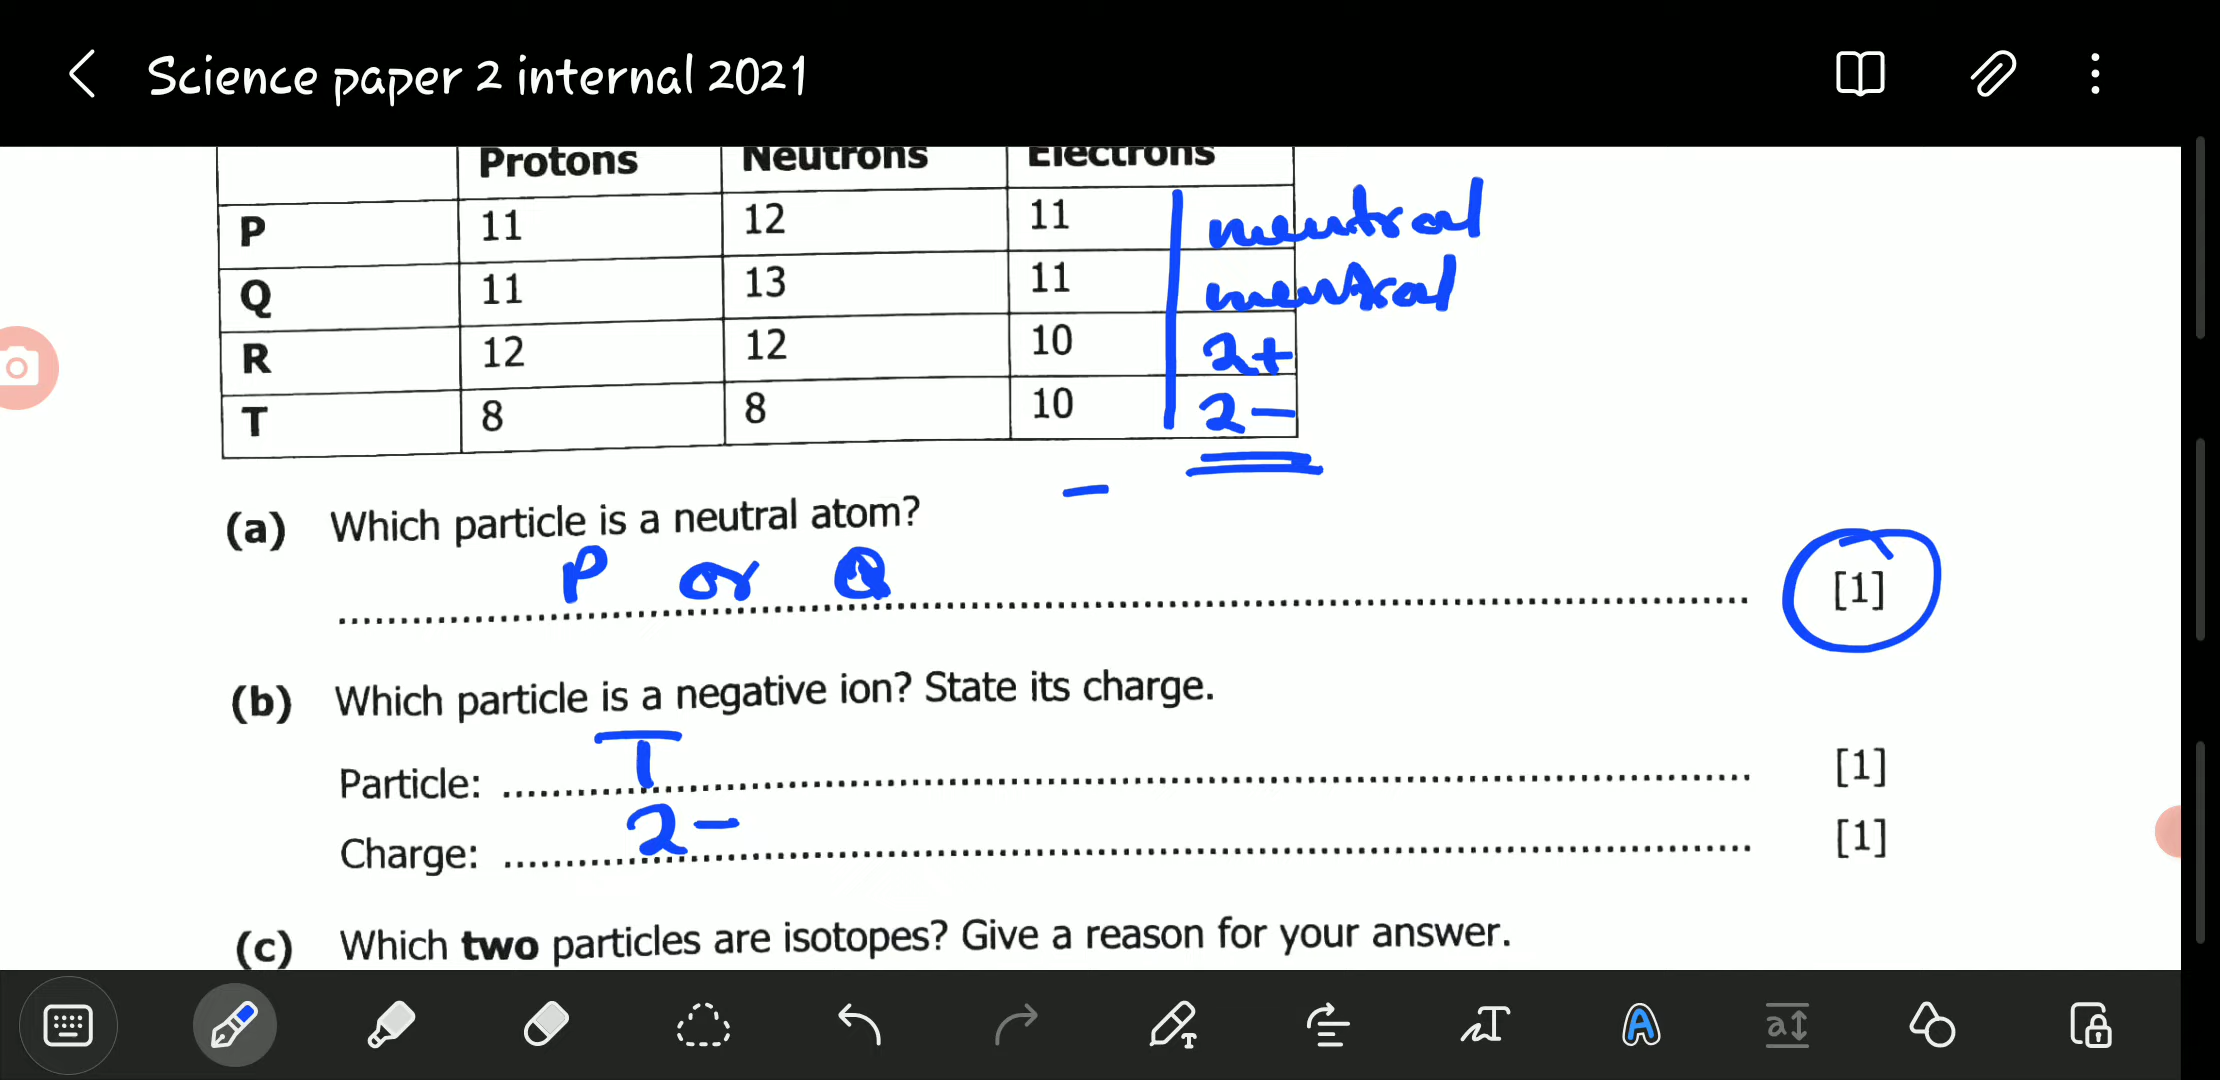 Science paper 2 internal 2021
Protons Neutrons Electrons
P 11 12 11 neutral
Q 11 13 11 neutral
R 12 12 10 2+
T 8 8 10 2-
(a) Which particle is a neutral atom?
P or Q
[1]
(b) Which particle is a negative ion? State its charge.
Particle: T [1]
Charge: 2- [1]
(c) Which two particles are isotopes? Give a reason for your answer.